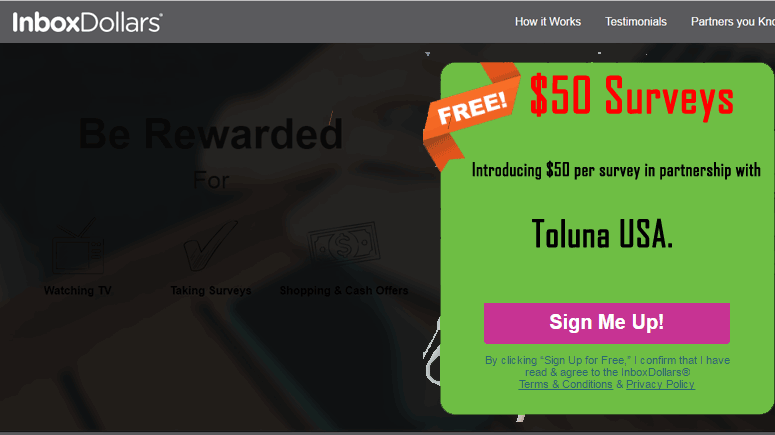 InboxDollars®
How it Works Testimonials Partners you Kno
Be Rewarded
For
Watching TV Taking Surveys Shopping & Cash Offers
FREE!
$50 Surveys
Introducing $50 per survey in partnership with
Toluna USA.
Sign Me Up!
By clicking “Sign Up for Free,” I confirm that I have
read & agree to the InboxDollars®
Terms & Conditions & Privacy Policy